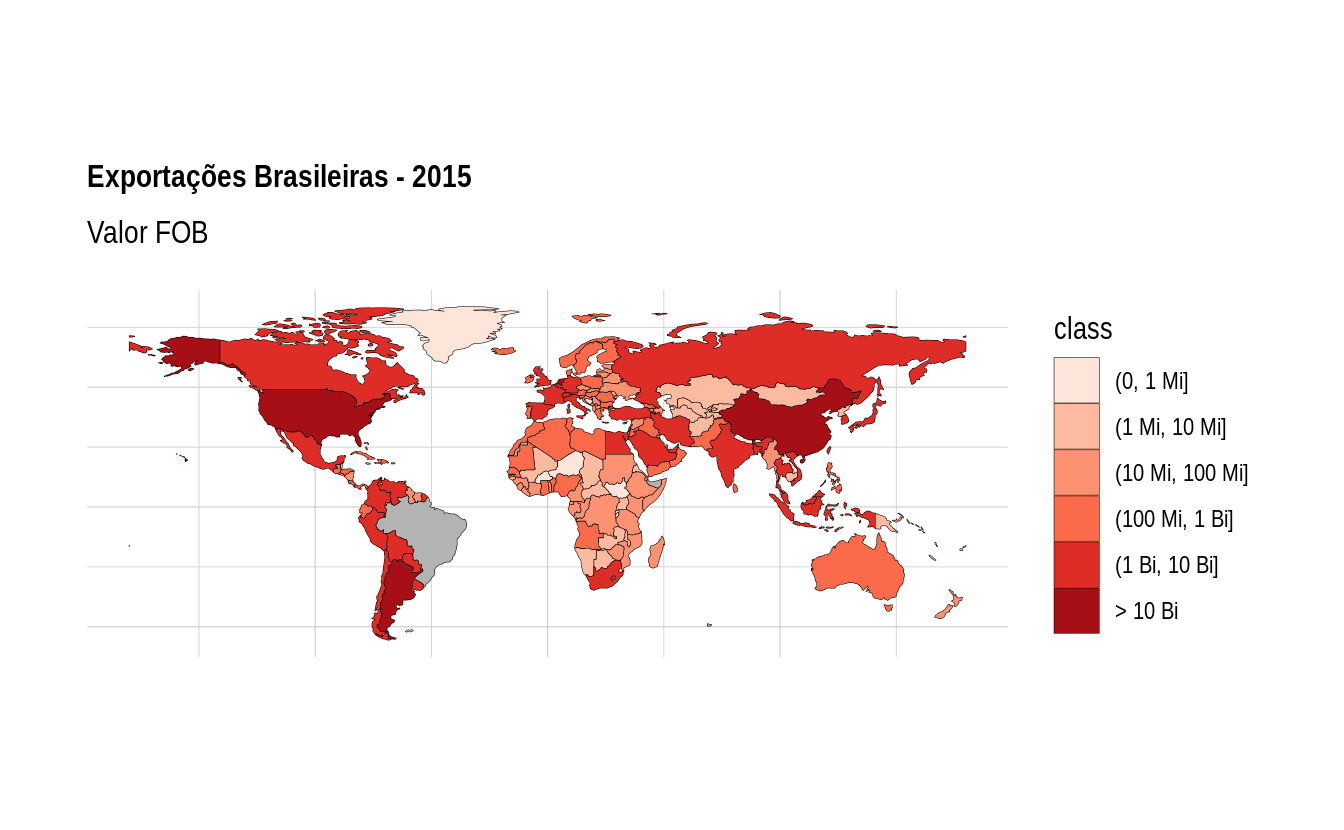 Exportações Brasileiras - 2015
Valor FOB
class
(0, 1 Mi]
(1 Mi, 10 Mi]
(10 Mi, 100 Mi]
(100 Mi, 1 Bi]
(1 Bi, 10 Bi]
> 10 Bi